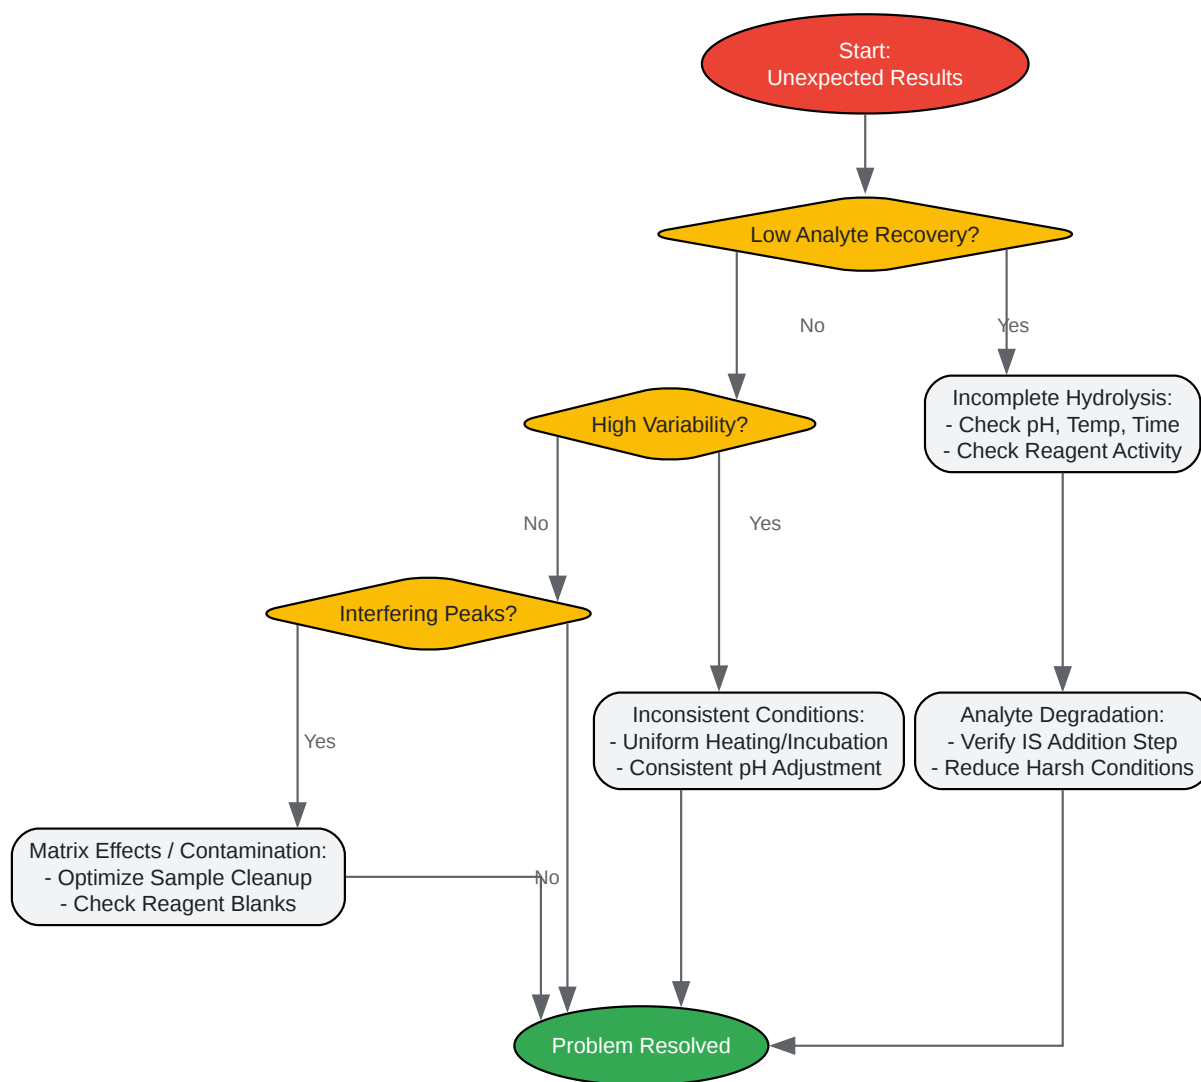 Start:
Unexpected Results
Low Analyte Recovery?
No
Yes
Incomplete Hydrolysis:
- Check pH, Temp, Time
- Check Reagent Activity
High Variability?
No
Yes
Interfering Peaks?
Inconsistent Conditions:
- Uniform Heating/Incubation
- Consistent pH Adjustment
Analyte Degradation:
- Verify IS Addition Step
- Reduce Harsh Conditions
Yes
Matrix Effects / Contamination:
- Optimize Sample Cleanup
- Check Reagent Blanks
No
Problem Resolved